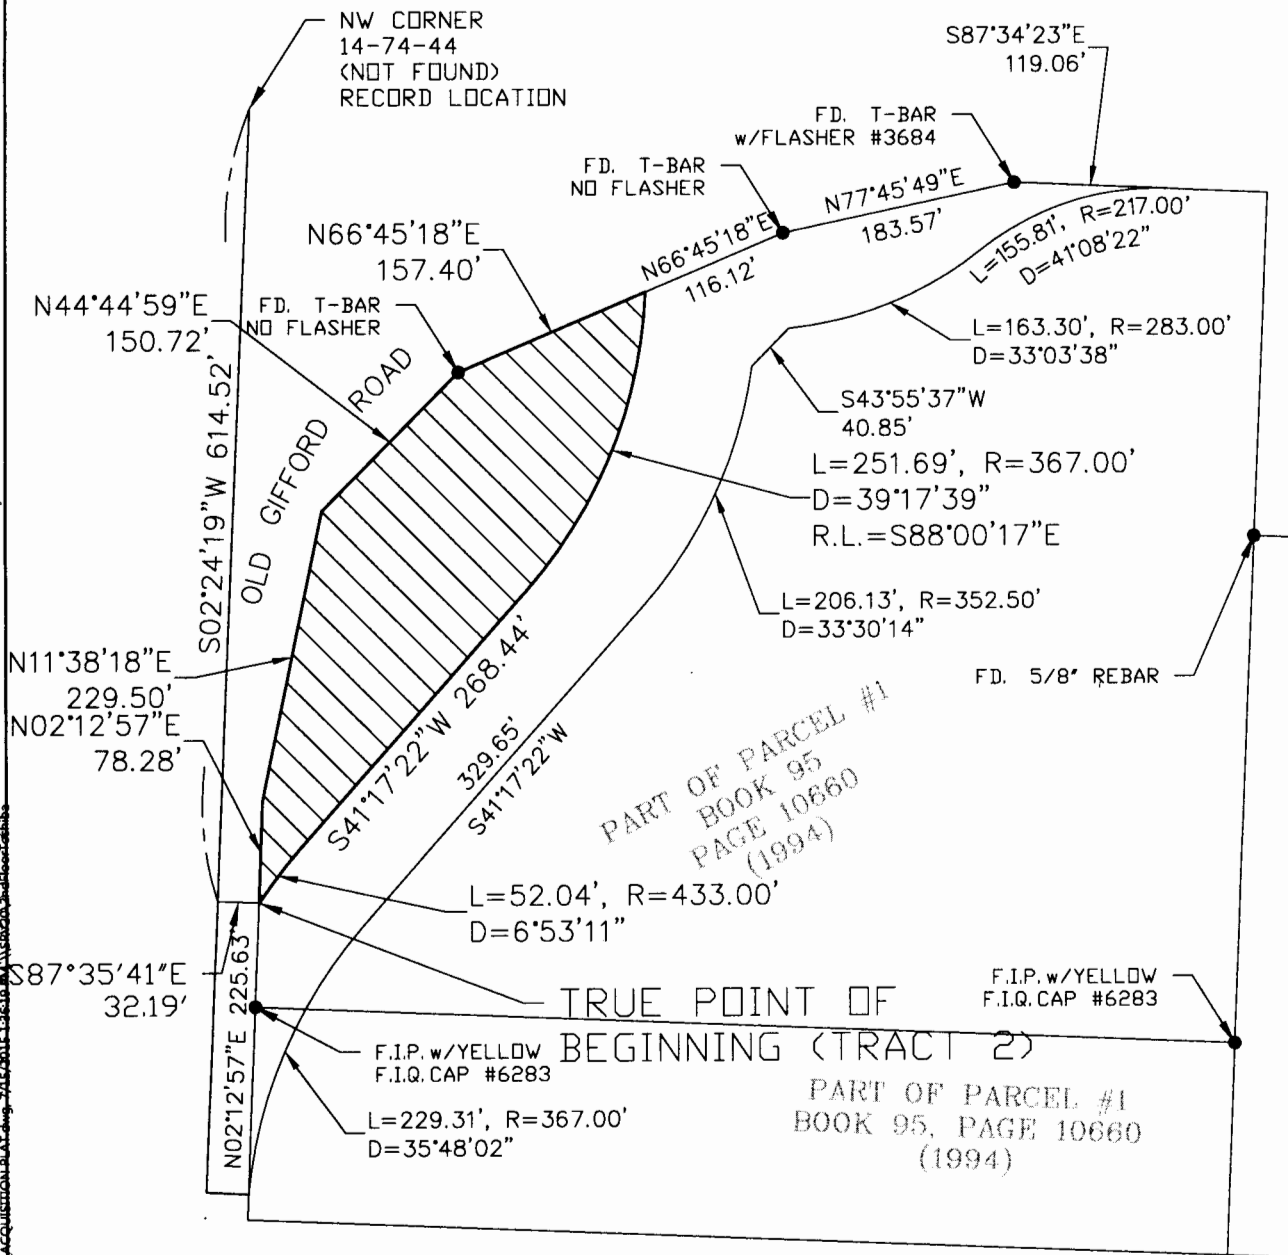 NW CORNER
14-74-44
(NOT FOUND)
RECORD LOCATION
S87°34'23"E
119.06'
FD. T-BAR
w/FLASHER #3684
FD. T-BAR
NO FLASHER
N77°45'49"E
183.57'
L=155.81', R=217.00'
D=41°08'22"
N66°45'18"E
157.40'
N66°45'18"E
116.12'
N44°44'59"E
150.72'
FD. T-BAR
NO FLASHER
L=163.30', R=283.00'
D=33°03'38"
S43°55'37"W
40.85'
OLD GIFFORD ROAD
S02°24'19"W 614.52'
L=251.69', R=367.00'
D=39°17'39"
R.L.=S88°00'17"E
L=206.13', R=352.50'
D=33°30'14"
N11°38'18"E
229.50'
FD. 5/8" REBAR
N02°12'57"E
78.28'
S41°17'22"W 268.44'
329.65'
S41°17'22"W
PART OF PARCEL #1
BOOK 95
PAGE 10660
(1994)
L=52.04', R=433.00'
D=6°53'11"
S87°35'41"E
32.19'
N02°12'57"E 225.63'
TRUE POINT OF
BEGINNING (TRACT 2)
F.I.P. w/YELLOW
F.I.Q. CAP #6283
F.I.P. w/YELLOW
F.I.Q. CAP #6283
L=229.31', R=367.00'
D=35°48'02"
PART OF PARCEL #1
BOOK 95, PAGE 10660
(1994)
ACQUISITION PLAT.dwg, 7/15/2015